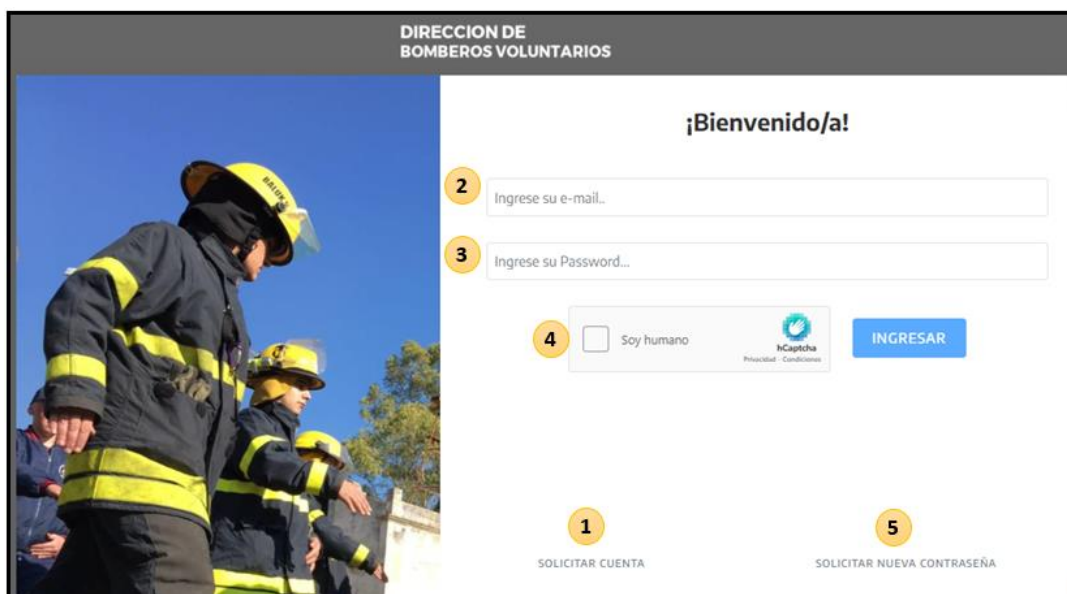 DIRECCION DE
BOMBEROS VOLUNTARIOS
¡Bienvenido/a!
2
Ingrese su e-mail..
3
Ingrese su Password...
4
Soy humano
hCaptcha
Privacidad - Condiciones
INGRESAR
1
5
SOLICITAR CUENTA
SOLICITAR NUEVA CONTRASEÑA